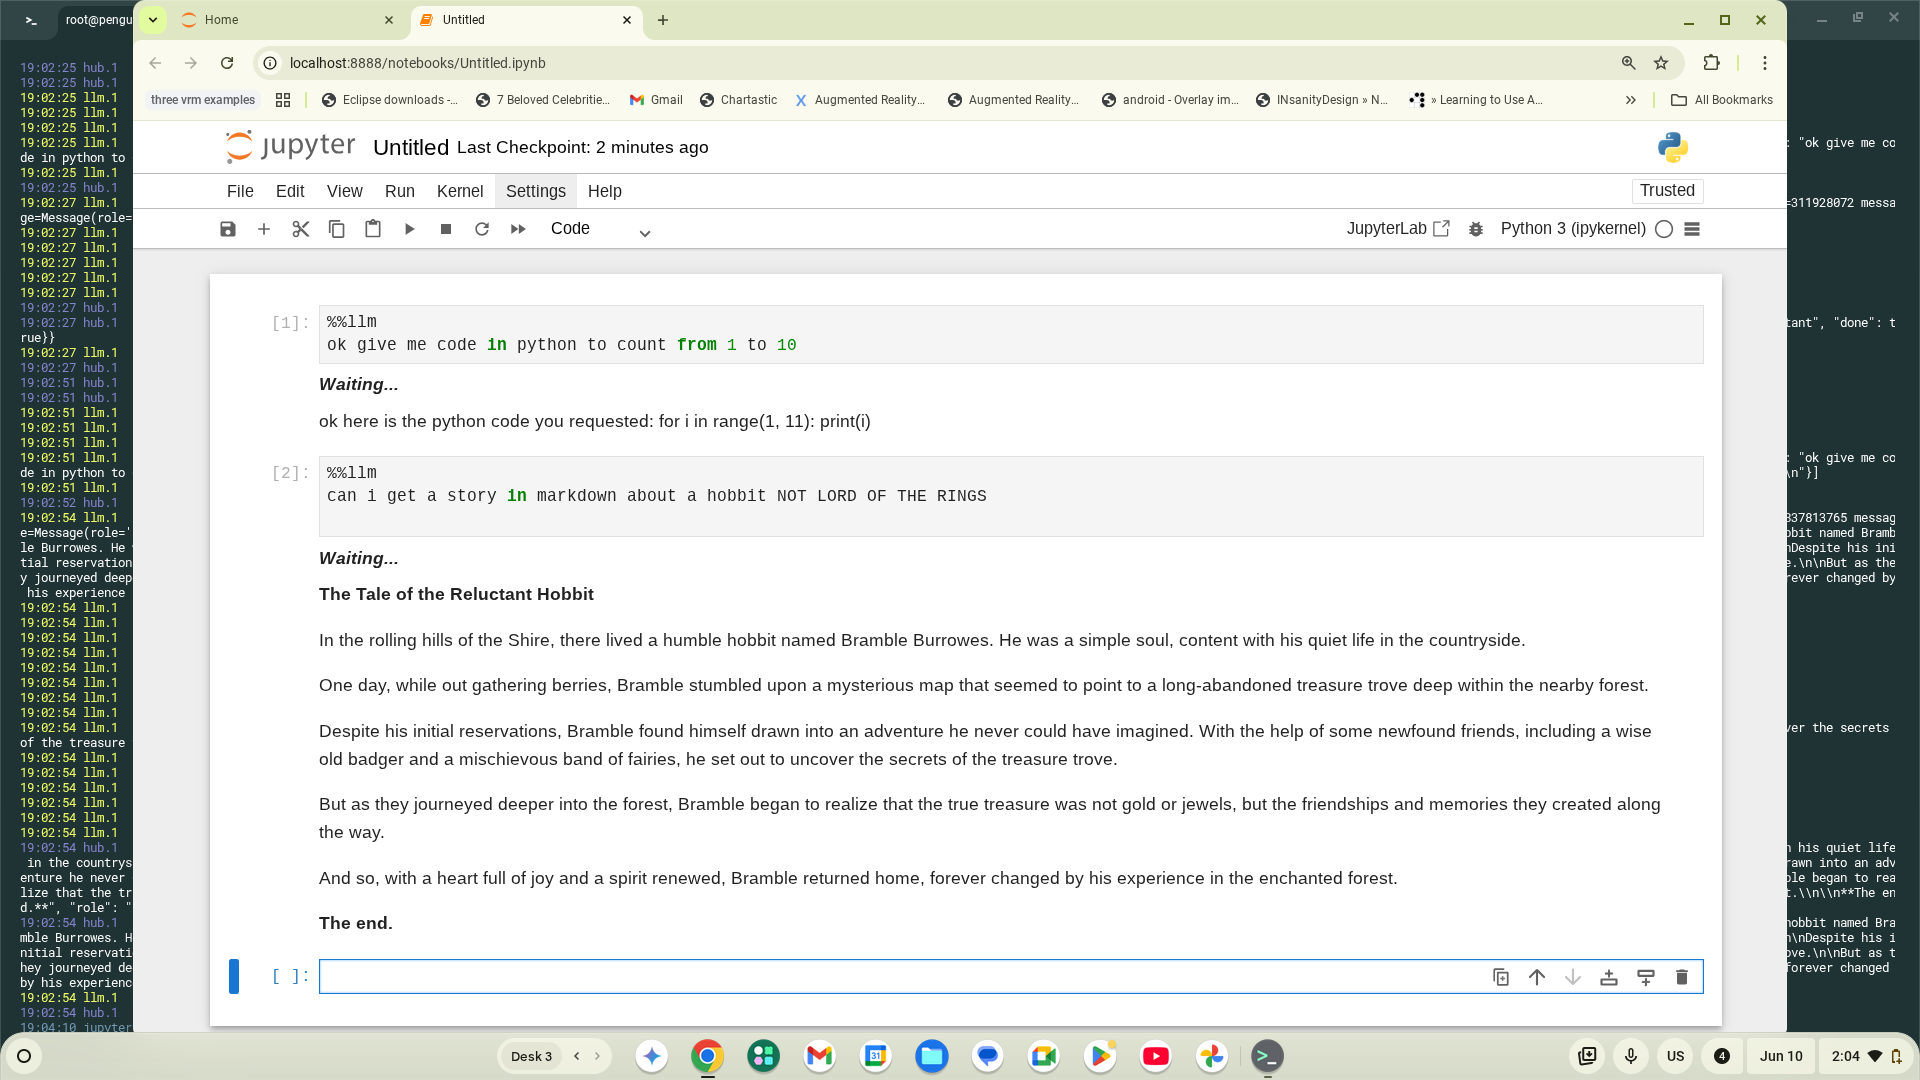 root@pengu
Home
Untitled
localhost:8888/notebooks/Untitled.ipynb
three vrm examples
Eclipse downloads -...
7 Beloved Celebritie...
Gmail
Chartastic
Augmented Reality...
Augmented Reality...
android - Overlay im...
INsanityDesign » N...
» Learning to Use A...
All Bookmarks
jupyter Untitled Last Checkpoint: 2 minutes ago
File Edit View Run Kernel Settings Help
Trusted
Code
JupyterLab
Python 3 (ipykernel)
[1]:
%%llm
ok give me code in python to count from 1 to 10
Waiting...
ok here is the python code you requested: for i in range(1, 11): print(i)
[2]:
%%llm
can i get a story in markdown about a hobbit NOT LORD OF THE RINGS
Waiting...
The Tale of the Reluctant Hobbit
In the rolling hills of the Shire, there lived a humble hobbit named Bramble Burrowes. He was a simple soul, content with his quiet life in the countryside.
One day, while out gathering berries, Bramble stumbled upon a mysterious map that seemed to point to a long-abandoned treasure trove deep within the nearby forest.
Despite his initial reservations, Bramble found himself drawn into an adventure he never could have imagined. With the help of some newfound friends, including a wise
old badger and a mischievous band of fairies, he set out to uncover the secrets of the treasure trove.
But as they journeyed deeper into the forest, Bramble began to realize that the true treasure was not gold or jewels, but the friendships and memories they created along
the way.
And so, with a heart full of joy and a spirit renewed, Bramble returned home, forever changed by his experience in the enchanted forest.
The end.
[ ]:
19:02:25 hub.1
19:02:25 hub.1
19:02:25 llm.1
19:02:25 llm.1
19:02:25 llm.1
19:02:25 llm.1
: "ok give me co
de in python to
19:02:25 llm.1
19:02:25 hub.1
19:02:27 llm.1
=311928072 messa
ge=Message(role=
19:02:27 llm.1
19:02:27 llm.1
19:02:27 llm.1
19:02:27 llm.1
19:02:27 llm.1
19:02:27 hub.1
19:02:27 hub.1
tant", "done": t
rue}}
19:02:27 llm.1
19:02:27 hub.1
19:02:51 hub.1
19:02:51 hub.1
19:02:51 llm.1
19:02:51 llm.1
19:02:51 llm.1
19:02:51 llm.1
: "ok give me co
de in python to
\n"}]
19:02:51 llm.1
19:02:52 hub.1
19:02:54 llm.1
837813765 messag
e=Message(role='
bbit named Bramb
le Burrowes. He
nDespite his ini
tial reservation
e.\n\nBut as the
y journeyed deep
rever changed by
his experience
19:02:54 llm.1
19:02:54 llm.1
19:02:54 llm.1
19:02:54 llm.1
19:02:54 llm.1
19:02:54 llm.1
19:02:54 llm.1
19:02:54 llm.1
19:02:54 llm.1
ver the secrets
of the treasure
19:02:54 llm.1
19:02:54 llm.1
19:02:54 llm.1
19:02:54 llm.1
19:02:54 llm.1
19:02:54 llm.1
19:02:54 hub.1
n his quiet life
in the countrys
rawn into an adv
enture he never
ble began to rea
lize that the tr
t.\\n\\n**The en
d.**", "role": "
19:02:54 hub.1
hobbit named Bra
mble Burrowes. H
\nDespite his i
nitial reservati
ove.\n\nBut as t
hey journeyed de
forever changed
by his experienc
19:02:54 llm.1
19:02:54 hub.1
19:04:10 jupyter
Desk 3
31
US
4
Jun 10
2:04